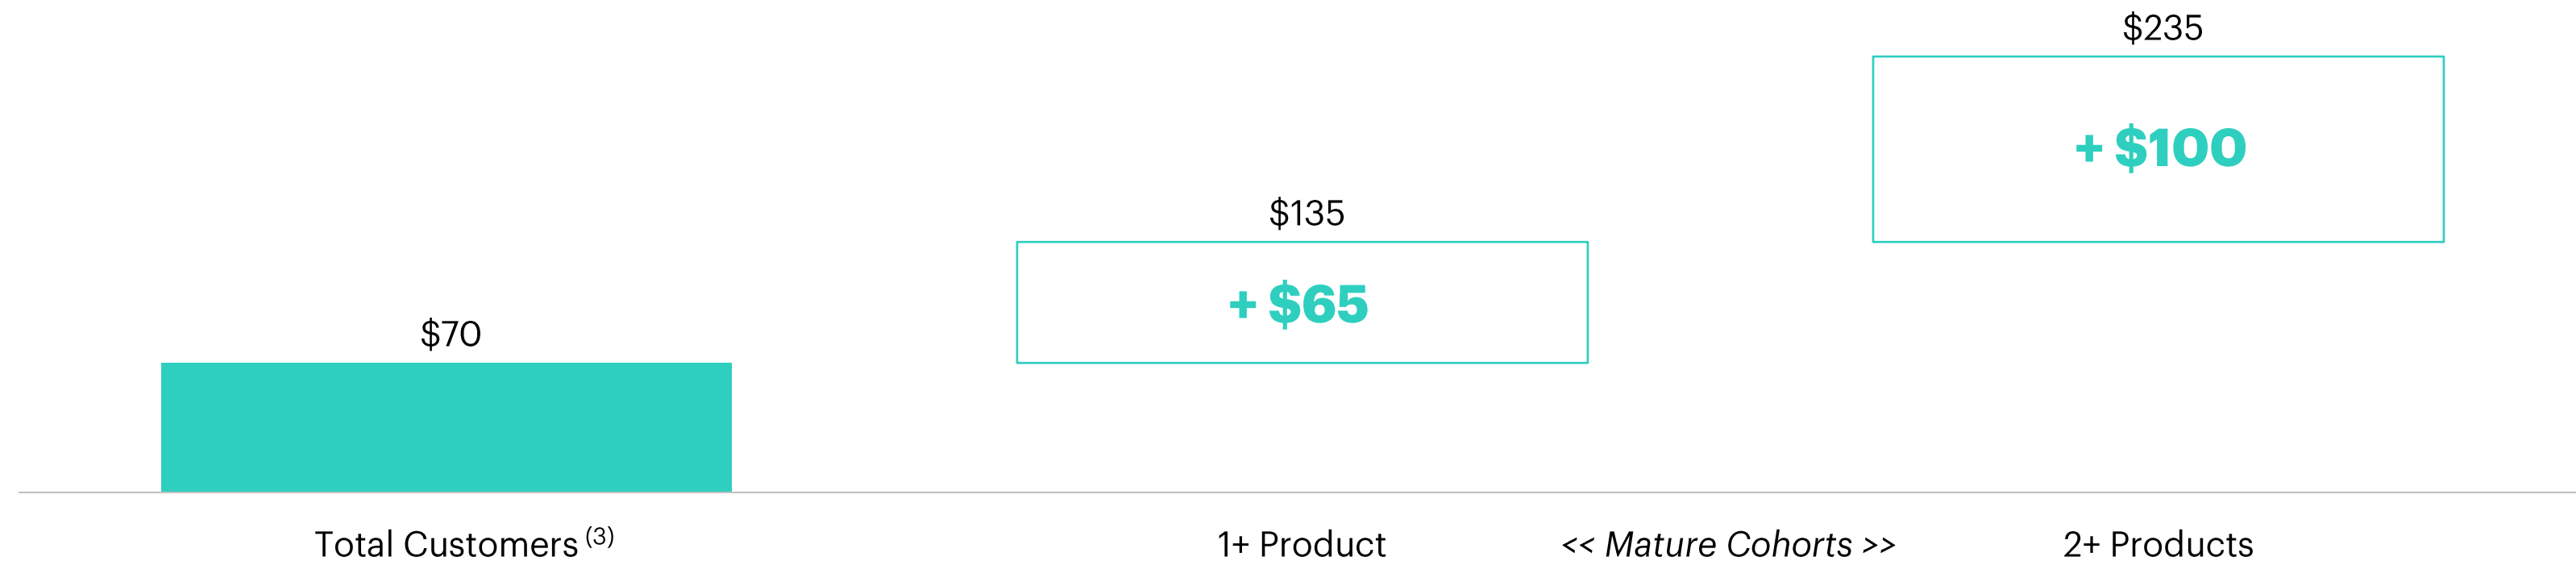 $235
+ $100
$135
+ $65
$70
Total Customers (3)
1+ Product
<< Mature Cohorts >>
2+ Products